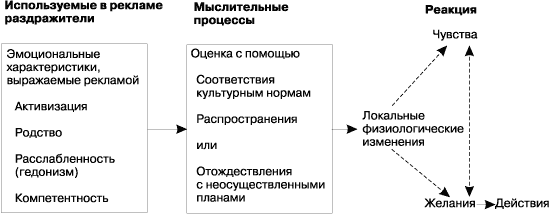 Используемые в рекламе
раздражители
Эмоциональные
характеристики,
выражаемые рекламой
Активизация
Родство
Расслабленность
(гедонизм)
Компетентность
Мыслительные
процессы
Оценка с помощью
Соответствия
культурным нормам
Распространения
или
Отождествления
с неосуществленными
планами
Реакция
Чувства
Локальные
физиологические
изменения
Желания
Действия